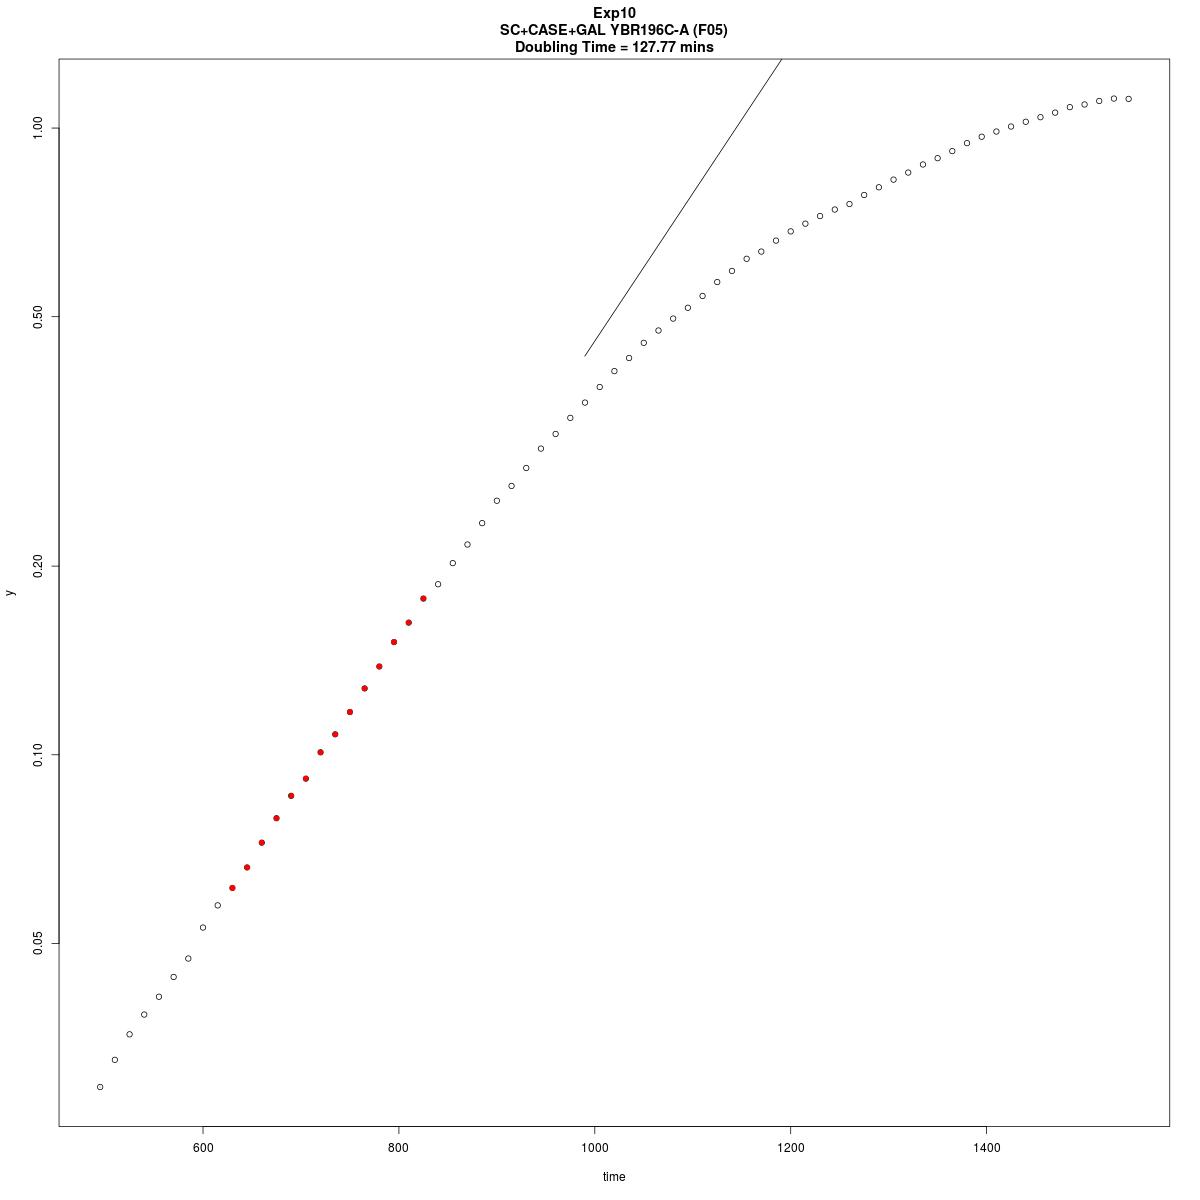 Exp10
SC+CASE+GAL YBR196C-A (F05)
Doubling Time = 127.77 mins
1.00
0.50
0.20
0.10
0.05
y
600 800 1000 1200 1400
time